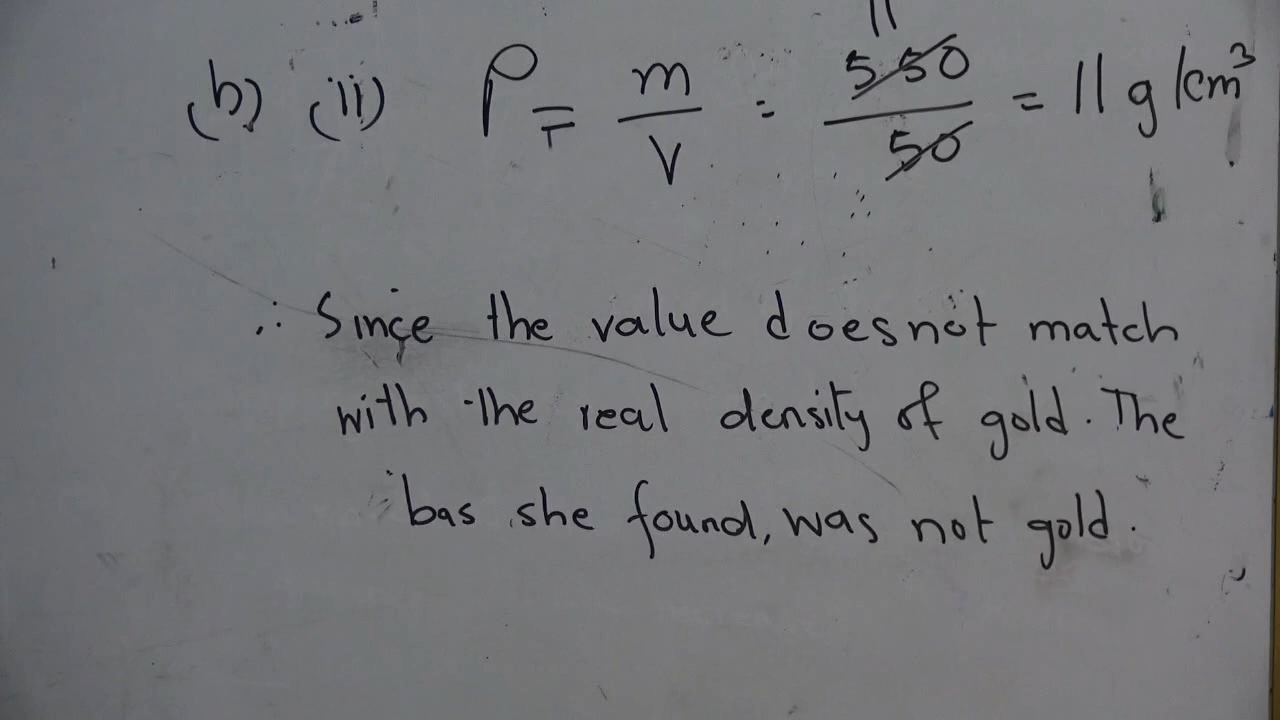 11
(b) (ii) ρ = m/V = 550/50 = 11 g/cm³
∴ Since the value does not match
with the real density of gold. The
bas she found, was not gold.